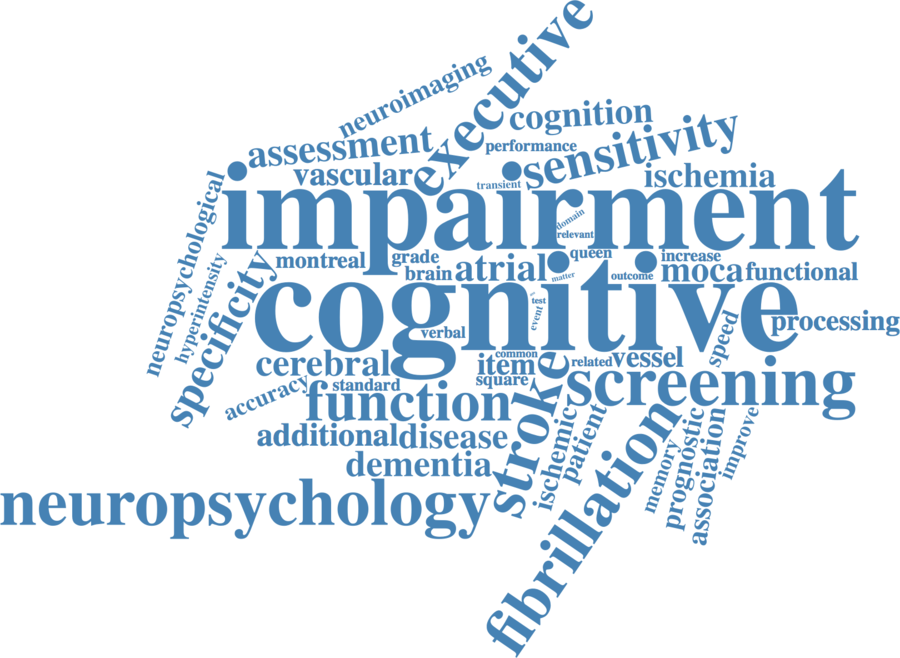 executive
neuroimaging
cognition
assessment
sensitivity
performance
vascular
transient
ischemia
impairment
neuropsychological
domain
relevant
montreal
grade
queen
increase
hyperintensity
specificity
brain
atrial
matter
outcome
moca
functional
cognitive
test
event
verbal
speed
processing
cerebral
common
item
related
vessel
square
screening
accuracy
standard
function
stroke
ischemic
patient
additional
disease
memory
prognostic
association
improve
dementia
neuropsychology
fibrillation